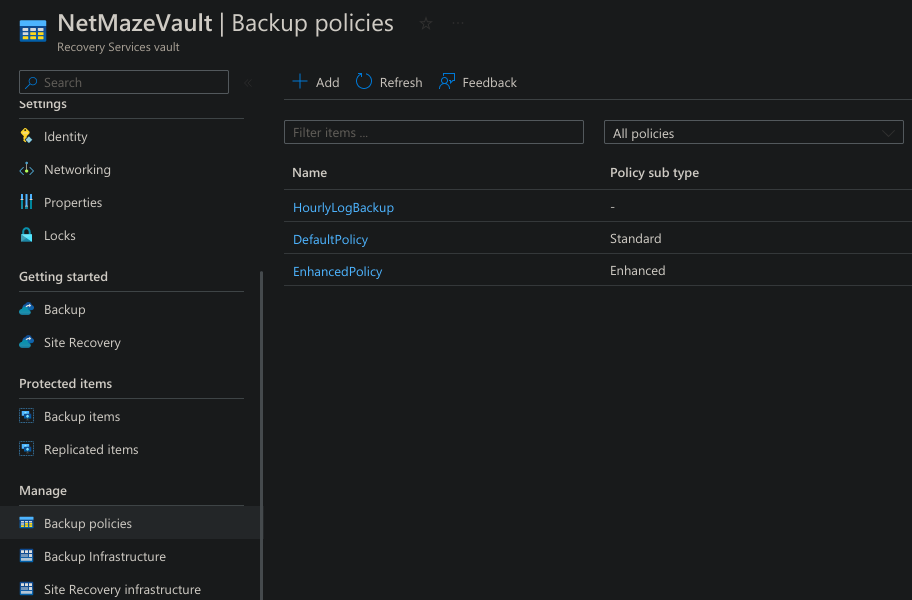 NetMazeVault | Backup policies
Recovery Services vault
Search
Settings
Identity
Networking
Properties
Locks
Getting started
Backup
Site Recovery
Protected items
Backup items
Replicated items
Manage
Backup policies
Backup Infrastructure
Site Recovery infrastructure
Add Refresh Feedback
Filter items ... All policies
Name Policy sub type
HourlyLogBackup -
DefaultPolicy Standard
EnhancedPolicy Enhanced